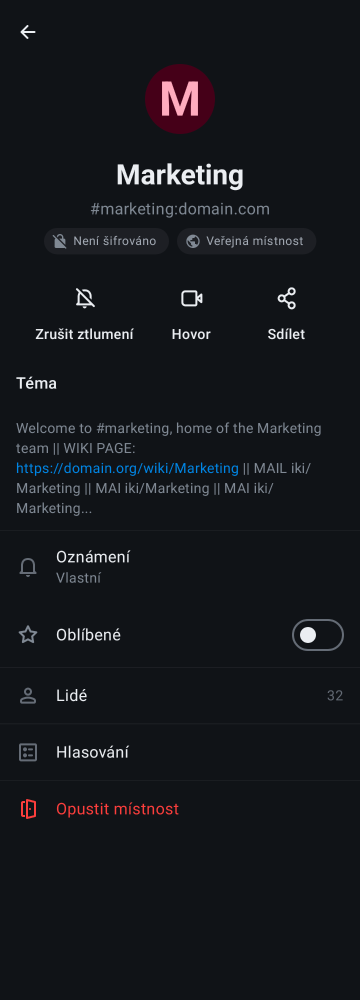 M
Marketing
#marketing:domain.com
Není šifrováno
Veřejná místnost
Zrušit ztlumení
Hovor
Sdílet
Téma
Welcome to #marketing, home of the Marketing
team || WIKI PAGE:
https://domain.org/wiki/Marketing || MAIL iki/
Marketing || MAI iki/Marketing || MAI iki/
Marketing...
Oznámení
Vlastní
Oblíbené
Lidé 32
Hlasování
Opustit místnost